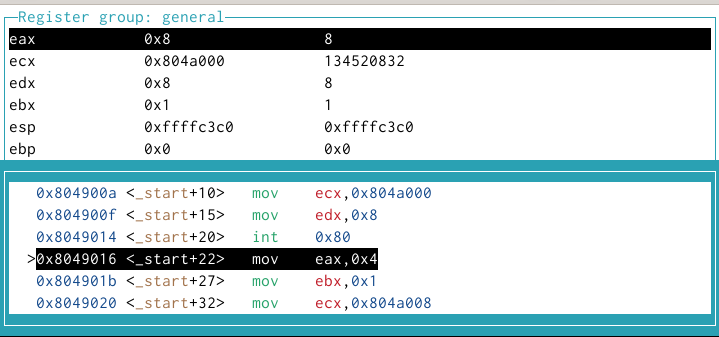 Register group: general
eax 0x8 8
ecx 0x804a000 134520832
edx 0x8 8
ebx 0x1 1
esp 0xffffc3c0 0xffffc3c0
ebp 0x0 0x0
0x804900a <_start+10> mov ecx,0x804a000
0x804900f <_start+15> mov edx,0x8
0x8049014 <_start+20> int 0x80
>0x8049016 <_start+22> mov eax,0x4
0x804901b <_start+27> mov ebx,0x1
0x8049020 <_start+32> mov ecx,0x804a008